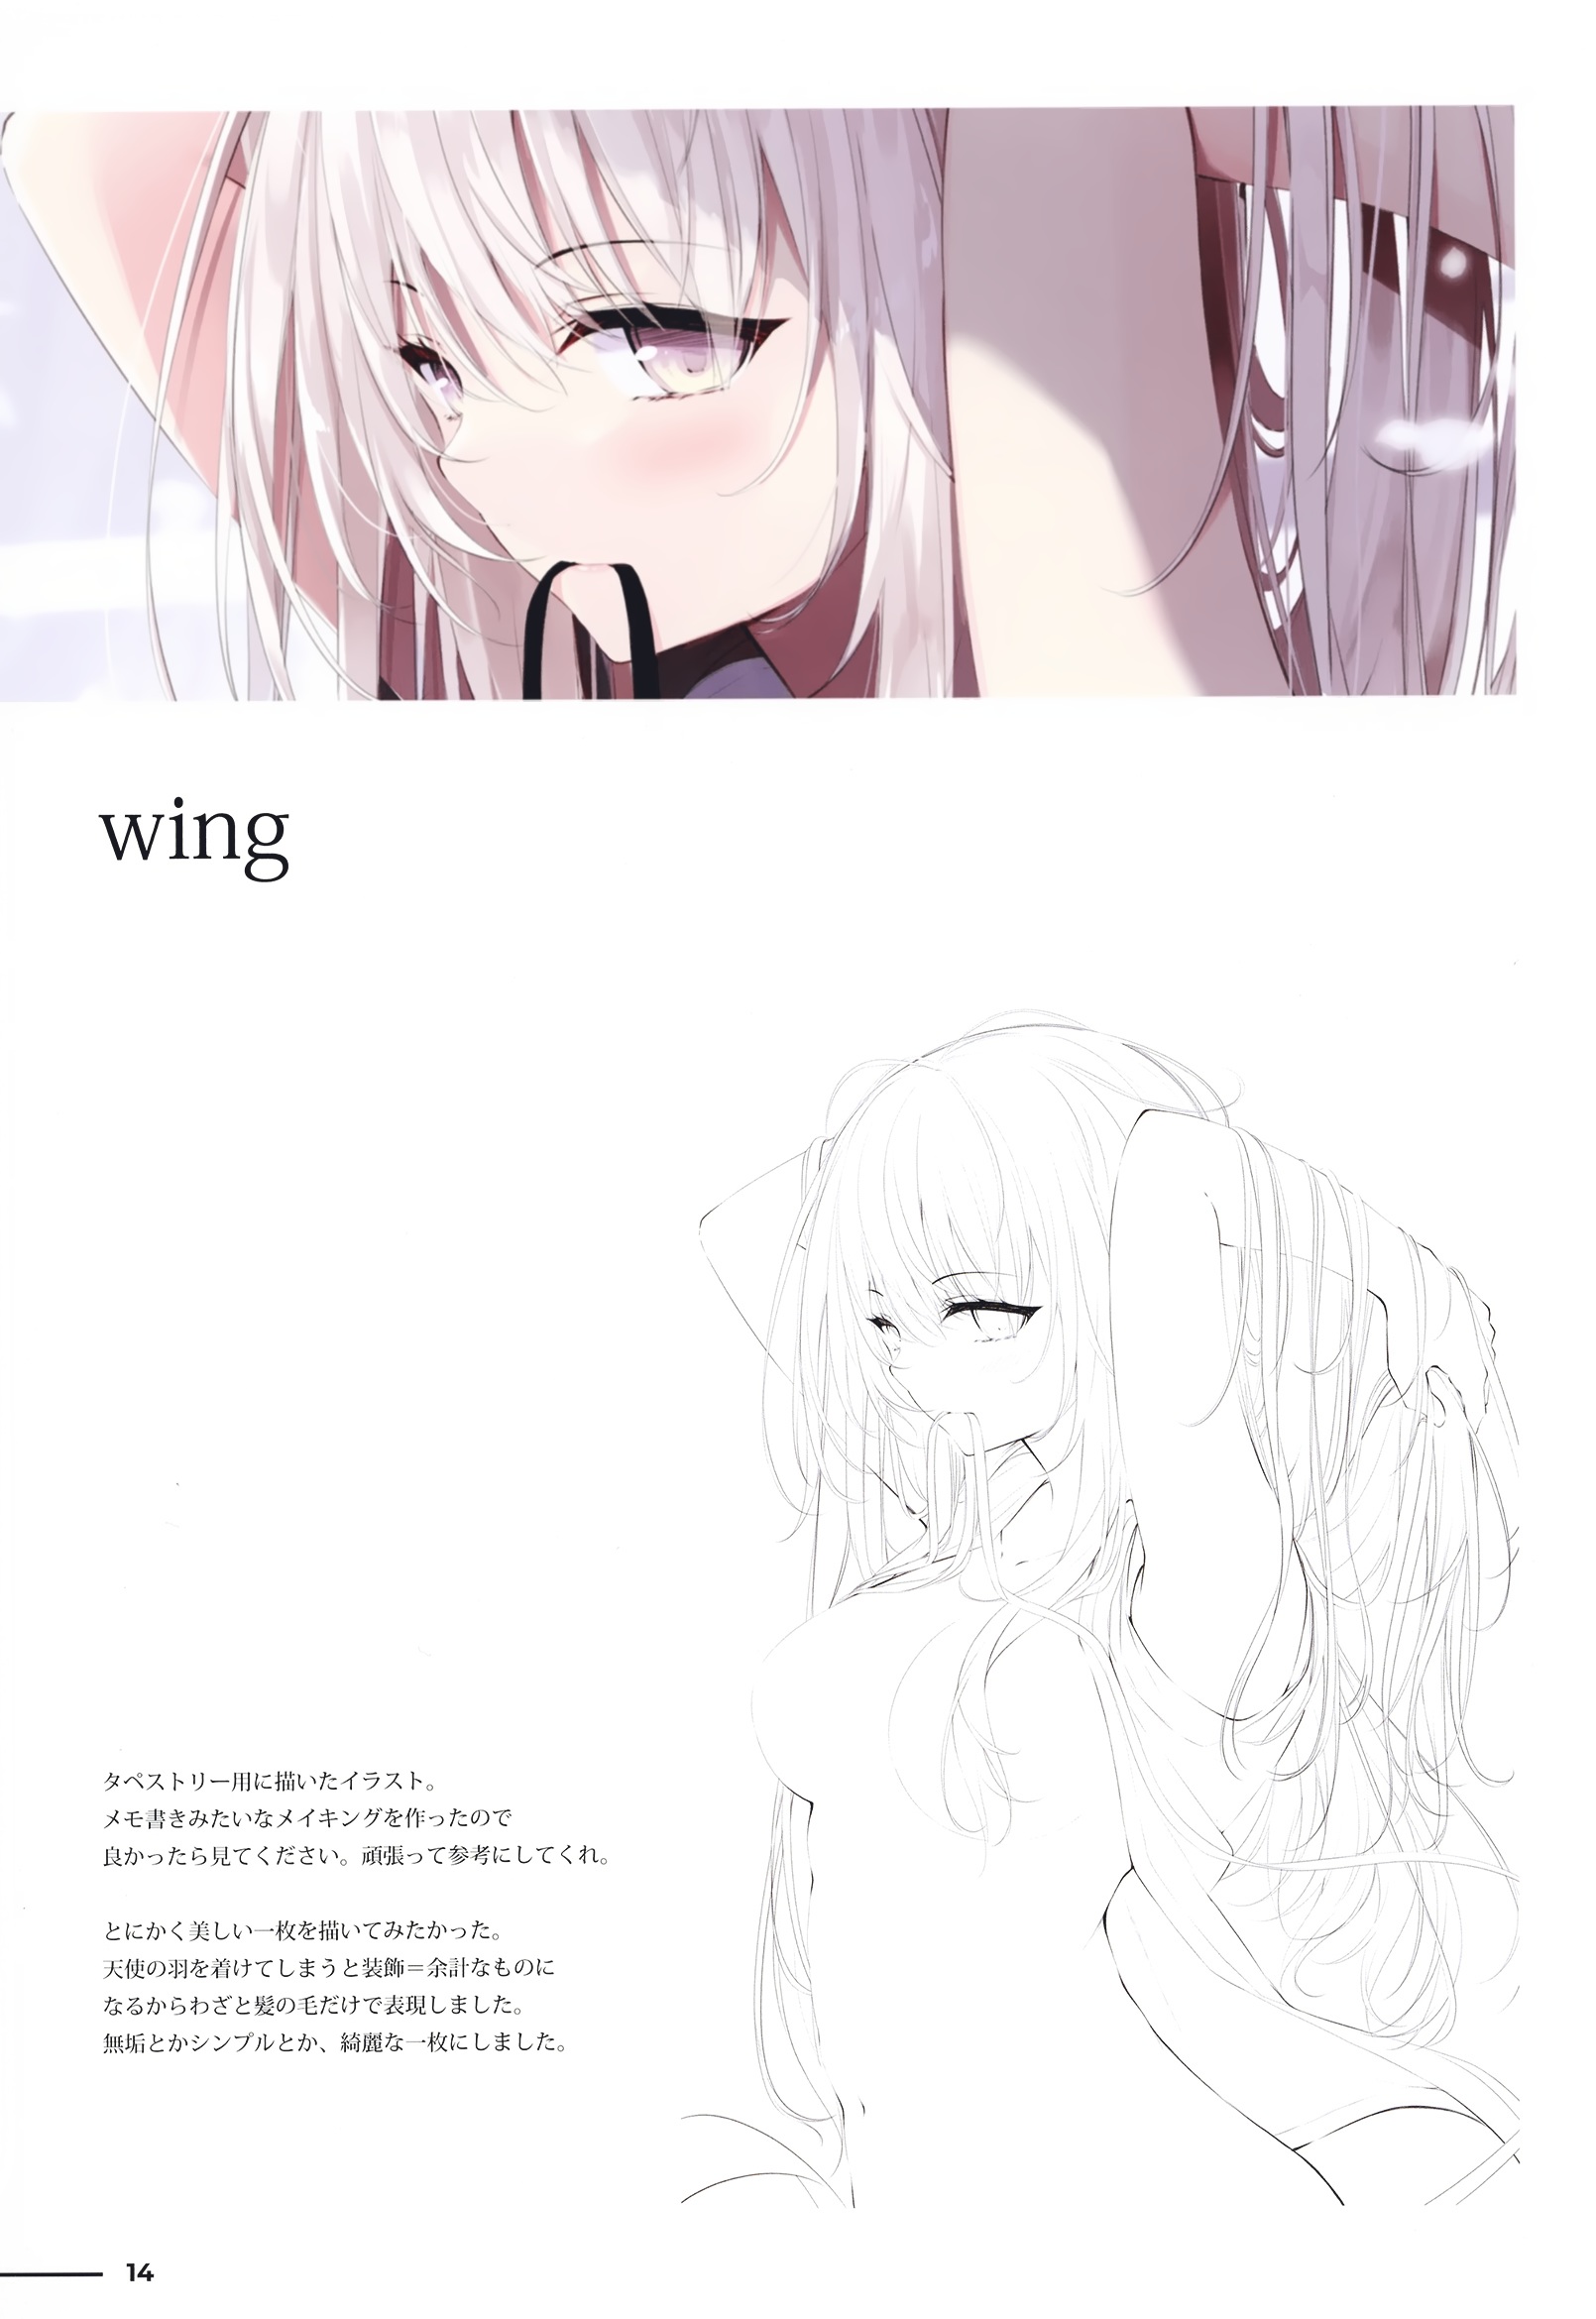 wing
タペストリー用に描いたイラスト。
メモ書きみたいなメイキングを作ったので
良かったら見てください。頑張って参考にしてくれ。
とにかく美しい一枚を描いてみたかった。
天使の羽を着けてしまうと装飾＝余計なものに
なるからわざと髪の毛だけで表現しました。
無垢とかシンプルとか、綺麗な一枚にしました。
14